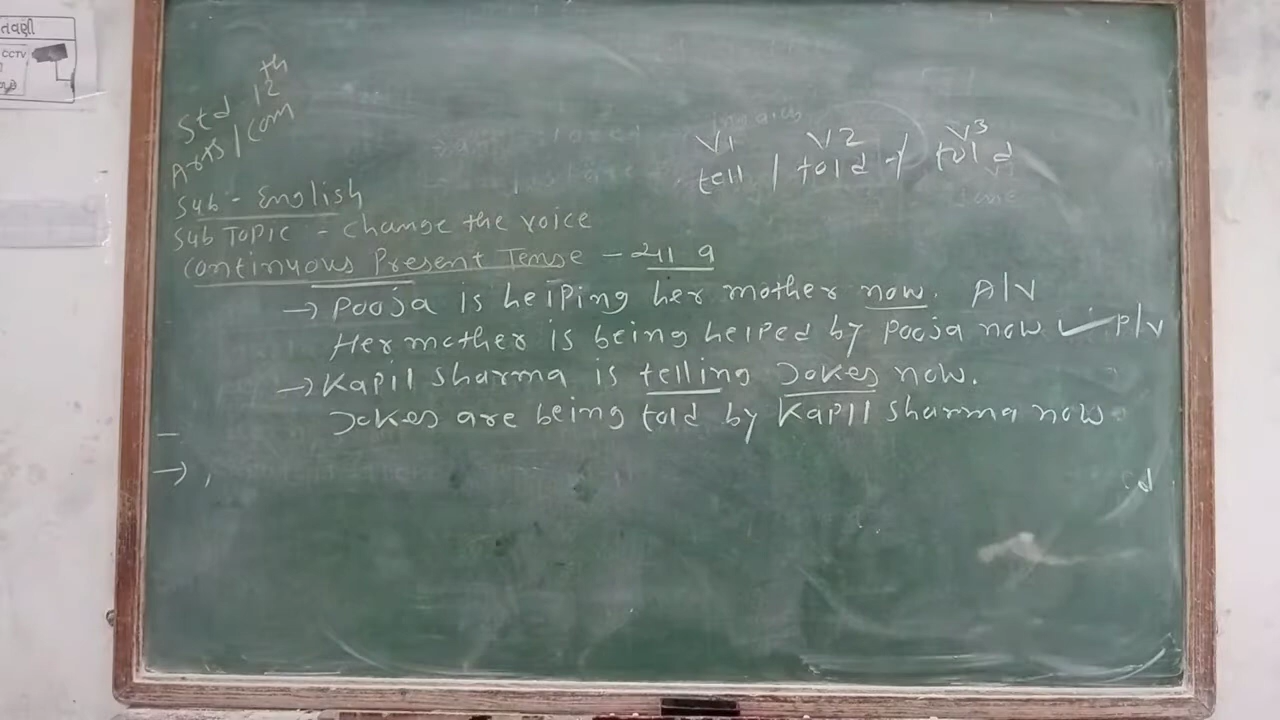 તવણી
CCTV
Std 12th
Arts / Com
V1 V2 V3
tell / told / told
Sub - English
Sub Topic - Change the voice
Continuous Present Tense -
→ Pooja is helping her mother now. A/V
Her mother is being helped by Pooja now ✓ P/V
→ Kapil Sharma is telling Jokes now.
Jokes are being told by Kapil Sharma now.